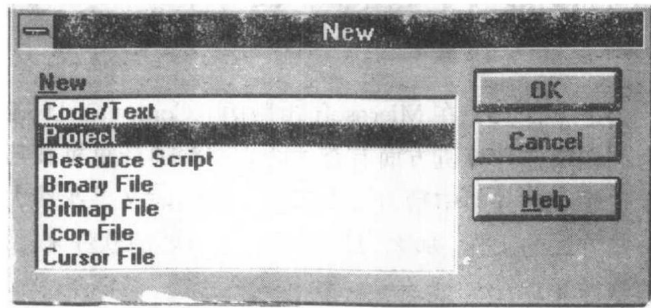 New
New
Code/Text
Project
Resource Script
Binary File
Bitmap File
Icon File
Cursor File
OK
Cancel
Help